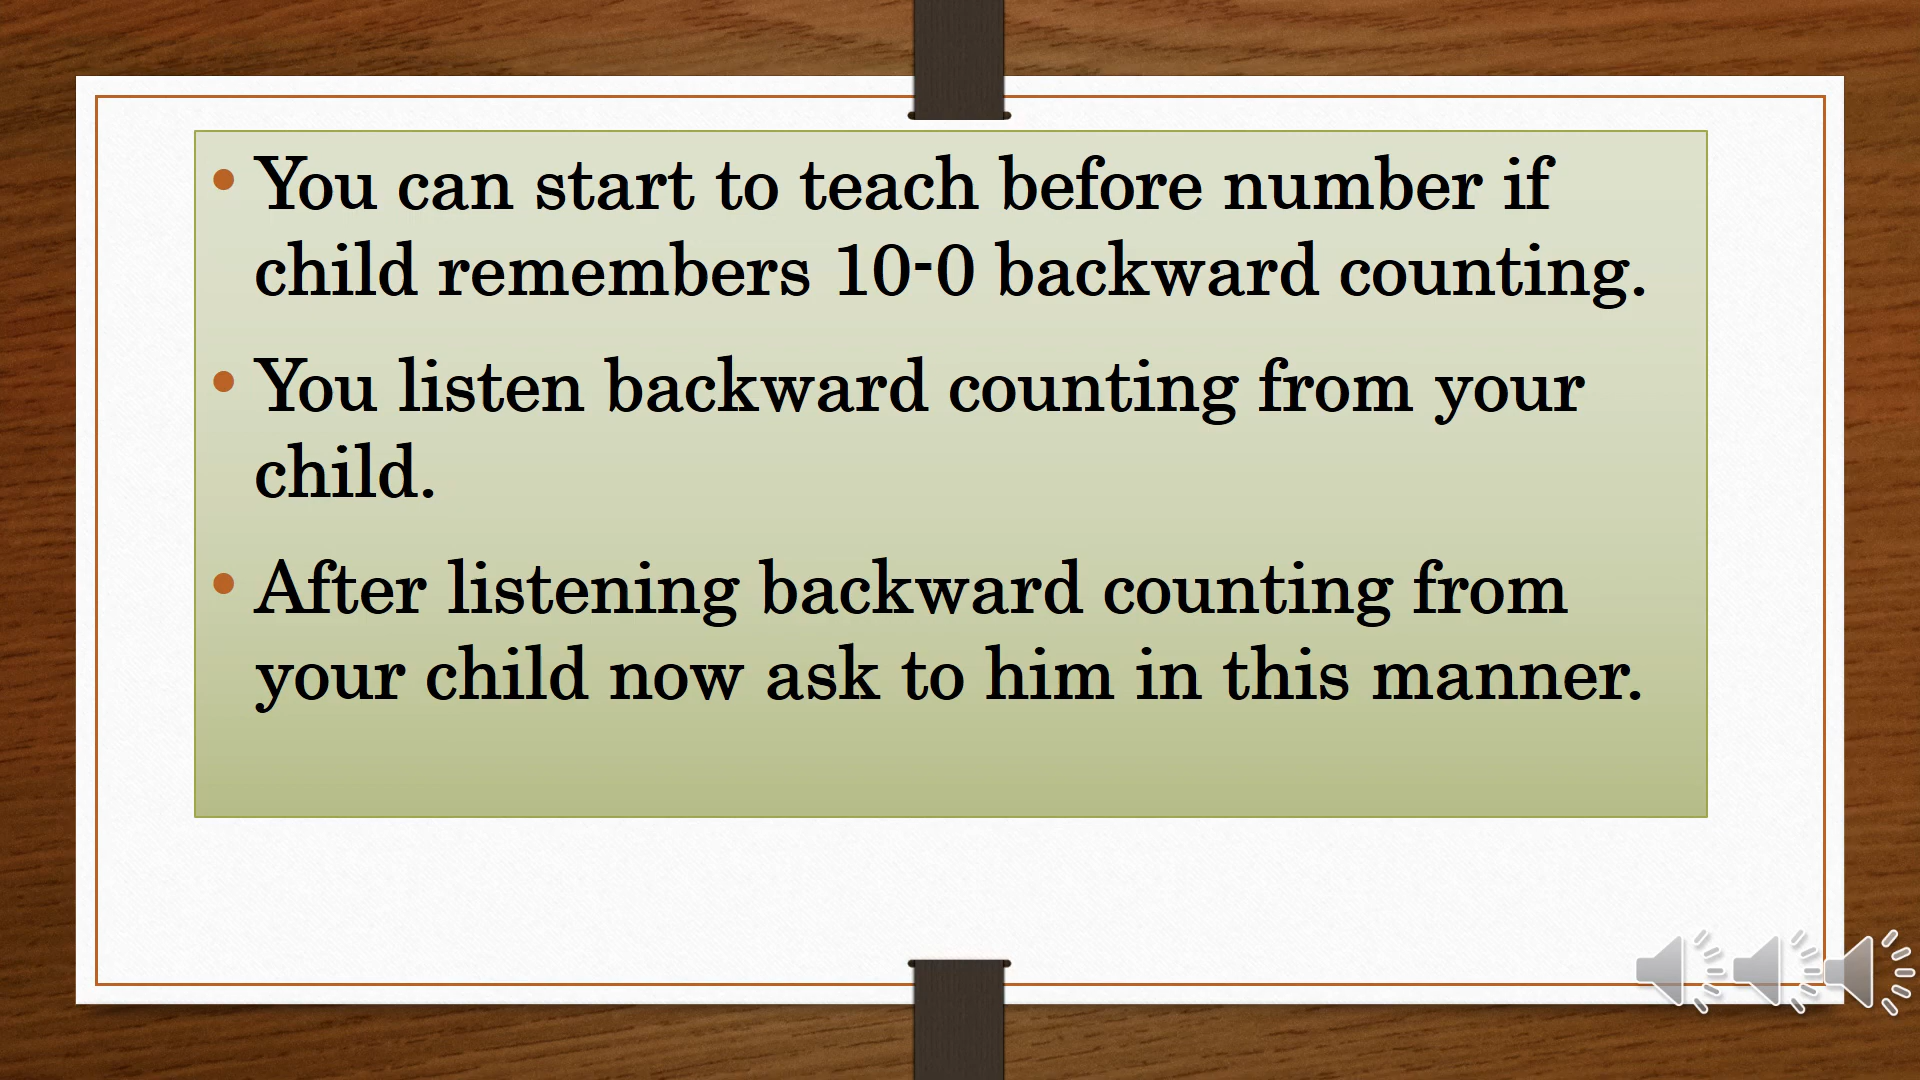 • You can start to teach before number if
child remembers 10-0 backward counting.
• You listen backward counting from your
child.
• After listening backward counting from
your child now ask to him in this manner.